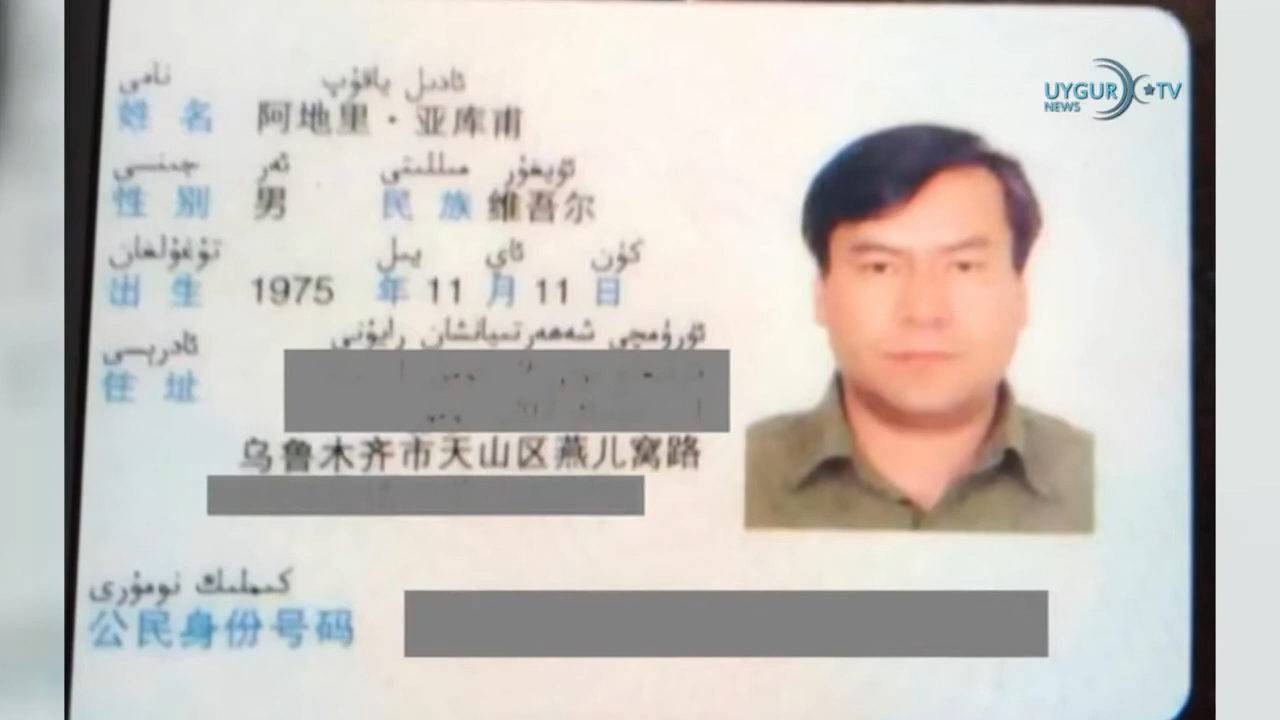 UYGUR TV
NEWS
نامى ئادىل ياقۇپ
姓名 阿地里·亚库甫
جىنسى ئەر مىللىتى ئۇيغۇر
性别 男 民族 维吾尔
تۇغۇلغان يىل ئاي كۈن
出生 1975 年 11 月 11 日
ئادرېسى ئۈرۈمچى شەھەر تىيانشان رايۇنى
住址
乌鲁木齐市天山区燕儿窝路
كىملىك نومۇرى
公民身份号码